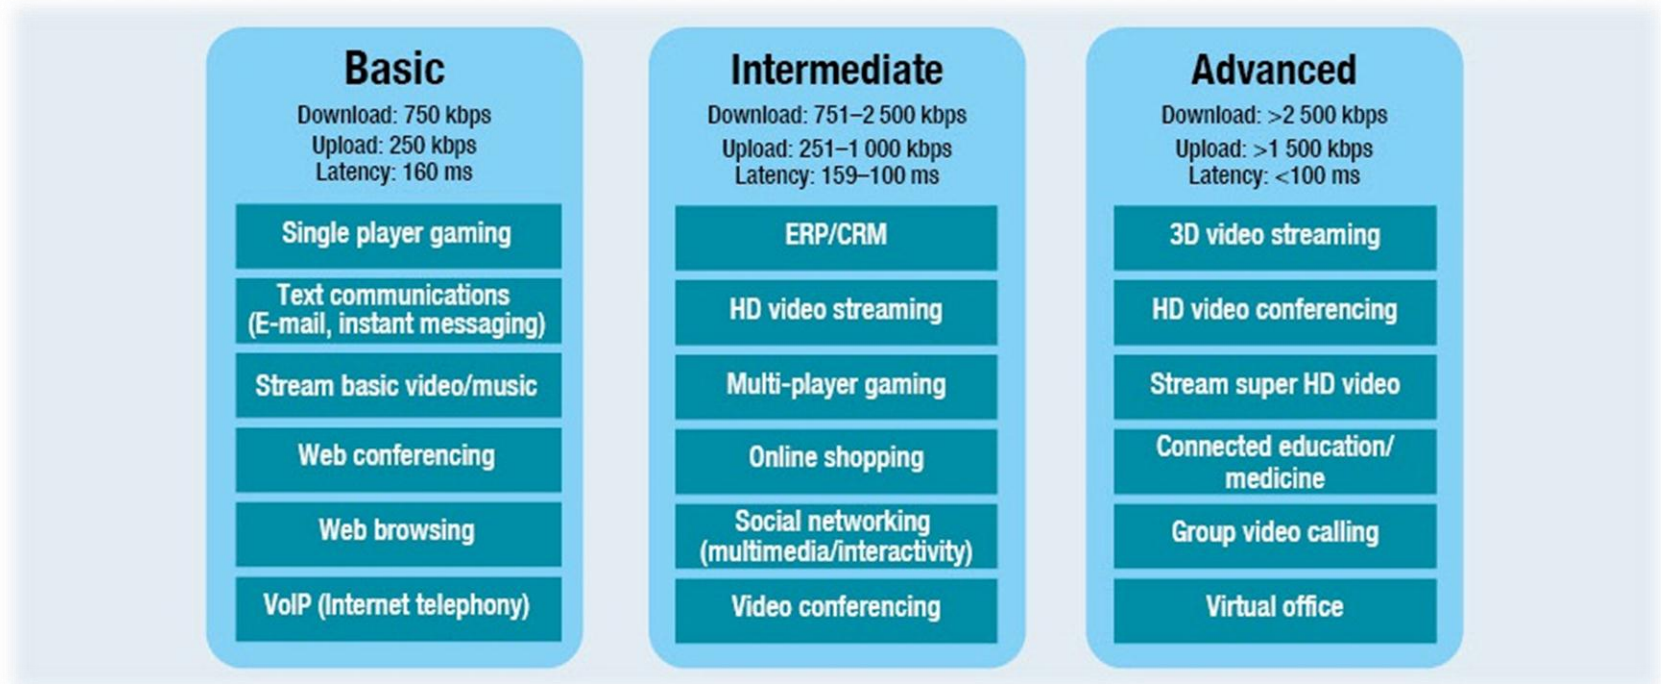 Basic
Download: 750 kbps
Upload: 250 kbps
Latency: 160 ms
Single player gaming
Text communications
(E-mail, instant messaging)
Stream basic video/music
Web conferencing
Web browsing
VoIP (Internet telephony)
Intermediate
Download: 751–2 500 kbps
Upload: 251–1 000 kbps
Latency: 159–100 ms
ERP/CRM
HD video streaming
Multi-player gaming
Online shopping
Social networking
(multimedia/interactivity)
Video conferencing
Advanced
Download: >2 500 kbps
Upload: >1 500 kbps
Latency: <100 ms
3D video streaming
HD video conferencing
Stream super HD video
Connected education/
medicine
Group video calling
Virtual office